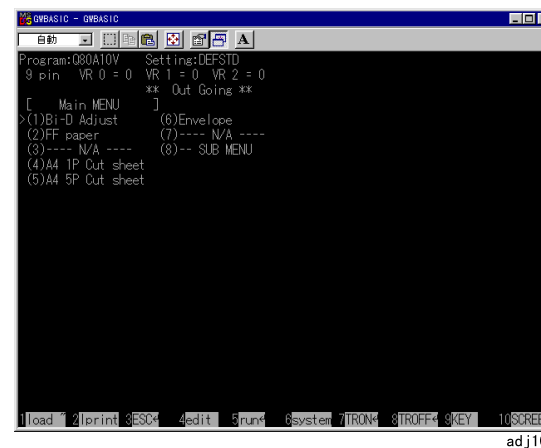 GWBASIC - GWBASIC
自動
A
Program:Q80A10V Setting:DEFSTD
9 pin VR 0 = 0 VR 1 = 0 VR 2 = 0
** Out Going **
[ Main MENU ]
>(1)Bi-D Adjust (6)Envelope
(2)FF paper (7)---- N/A ----
(3)---- N/A ---- (8)-- SUB MENU
(4)A4 1P Cut sheet
(5)A4 5P Cut sheet
1load " 2lprint 3ESC↵ 4edit 5run↵ 6system 7TRON↵ 8TROFF↵ 9KEY 10SCREE
adj10